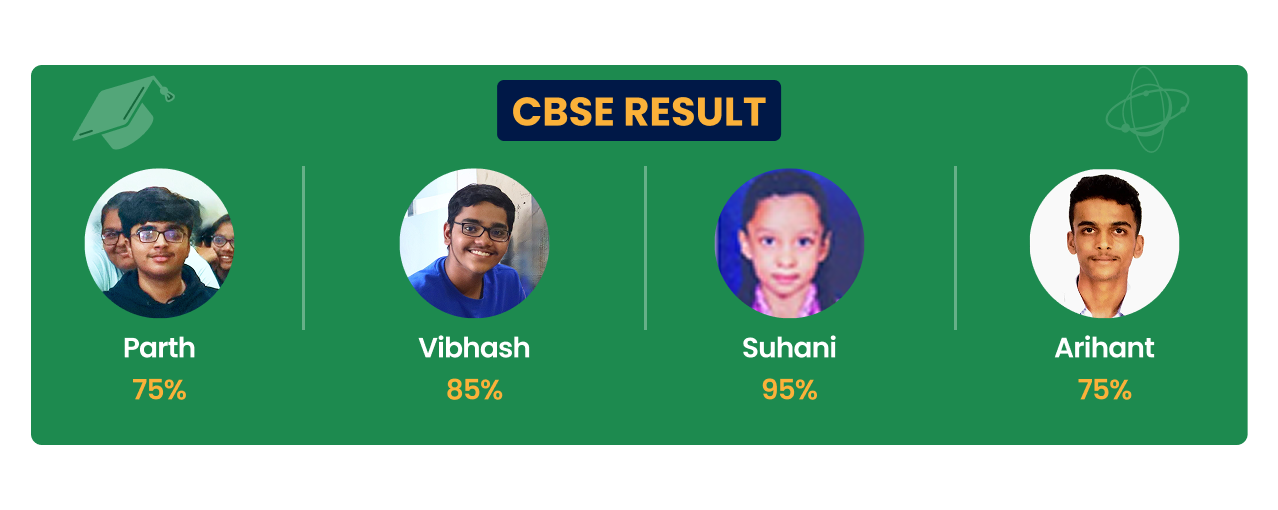 CBSE RESULT
Parth
75%
Vibhash
85%
Suhani
95%
Arihant
75%